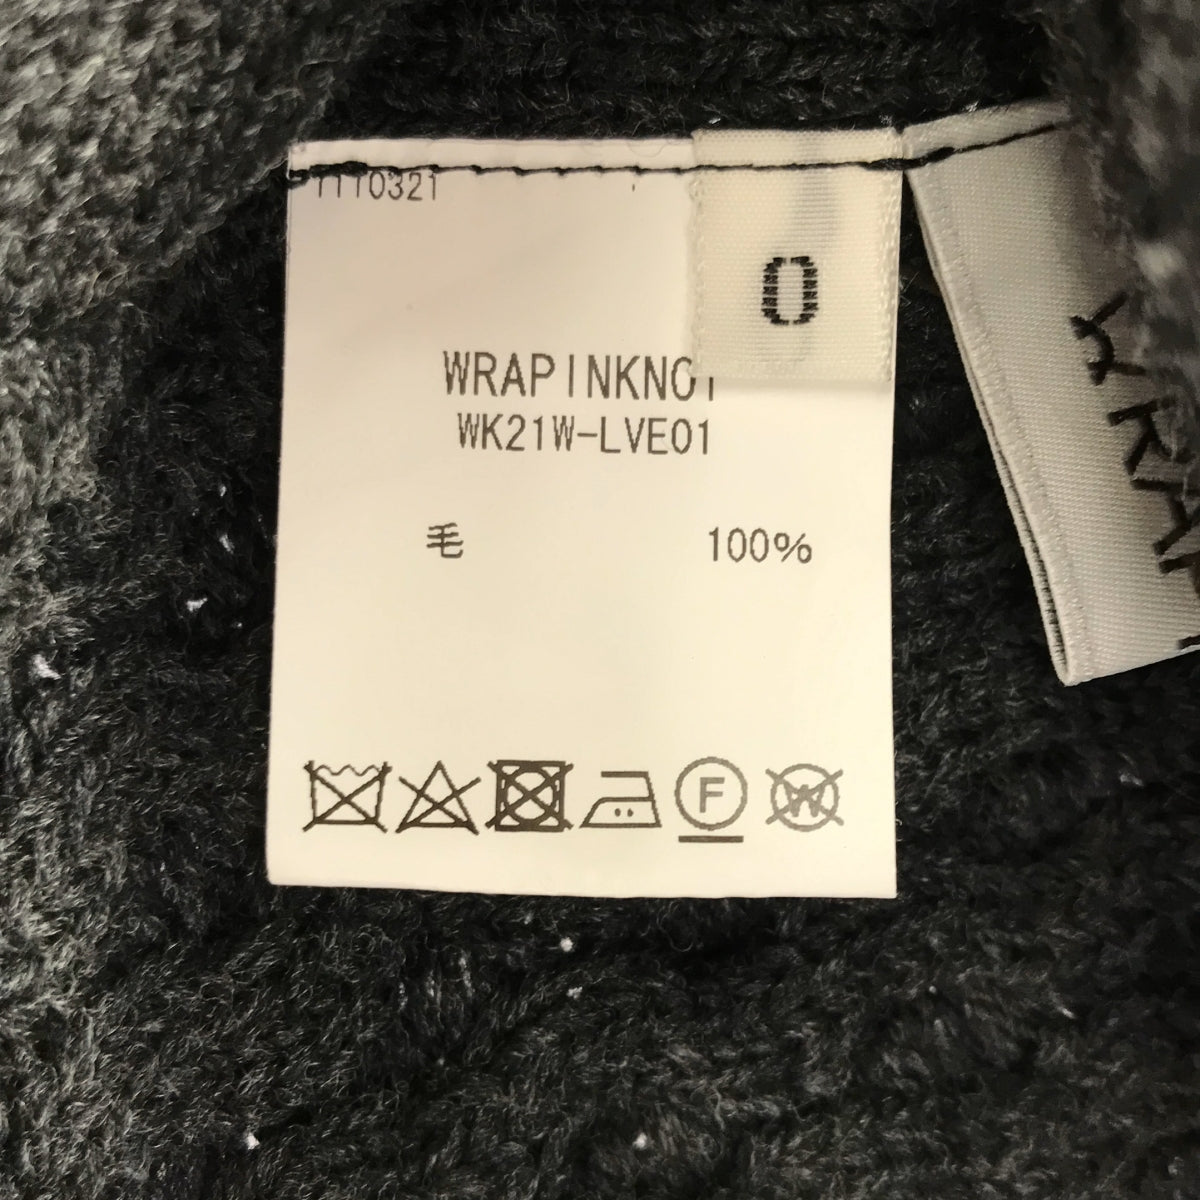 1110321
0
WRAPINKNOT
WK21W-LVE01
毛 100%
F
W